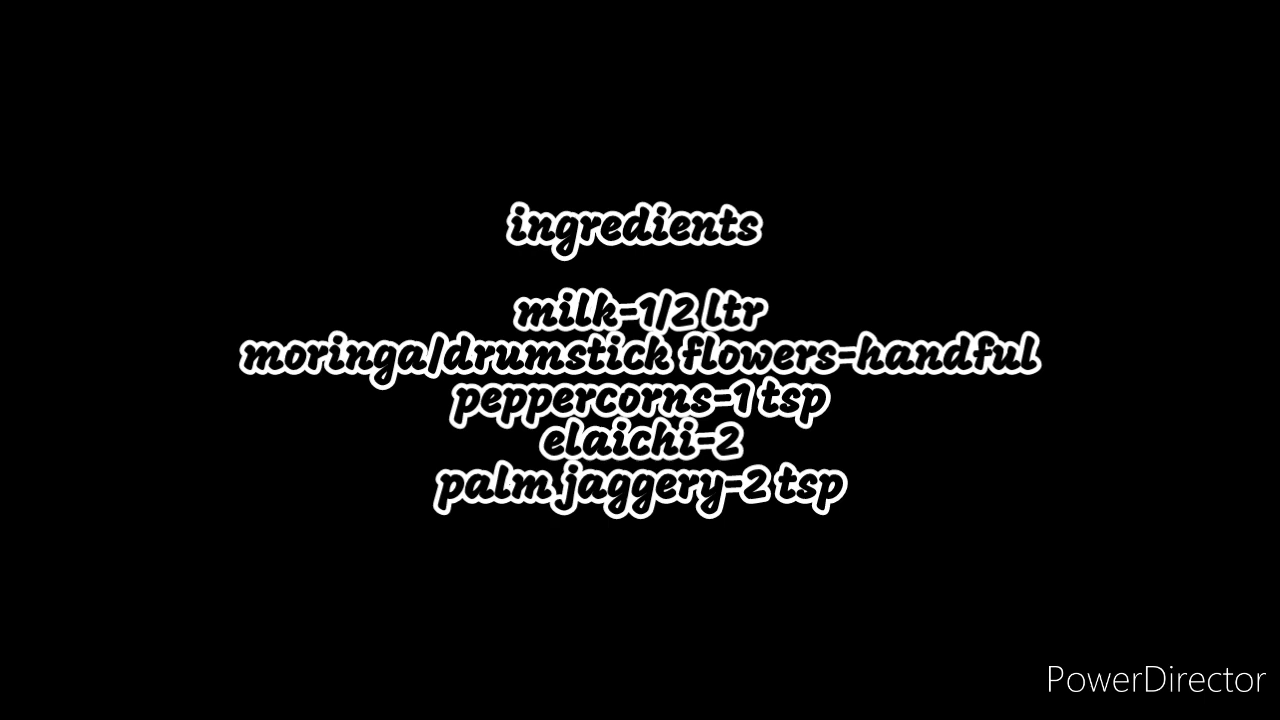 ingredients
milk=1/2 ltr
moringa/drumstick flowers=handful
peppercorns=1 tsp
elaichi=2
palm jaggery=2 tsp
PowerDirector